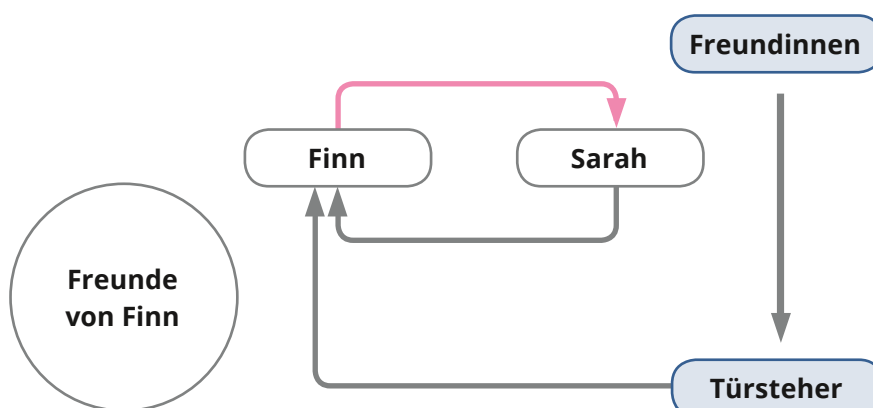 Freundinnen
Finn
Sarah
Freunde
von Finn
Türsteher